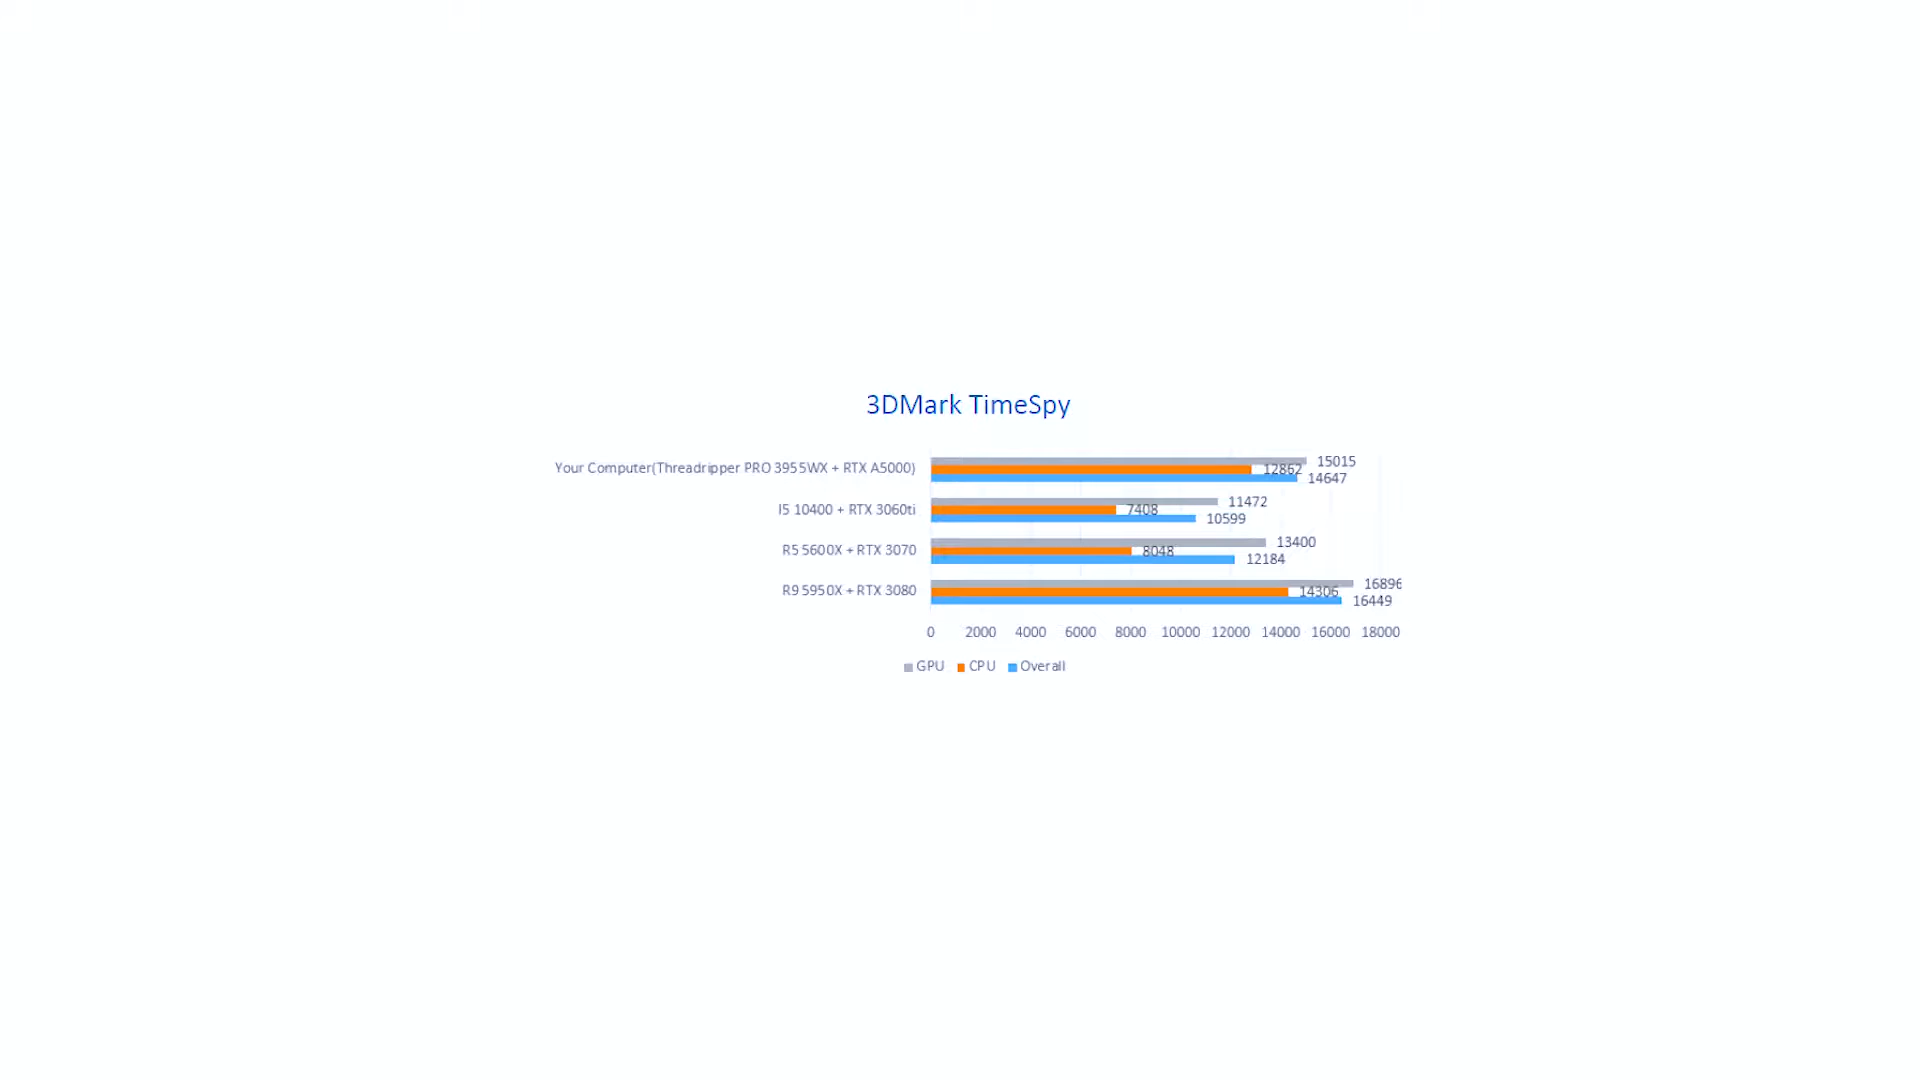 3DMark TimeSpy
Your Computer(Threadripper PRO 3955WX + RTX A5000)
15015
12862
14647
I5 10400 + RTX 3060ti
11472
7408
10599
R5 5600X + RTX 3070
13400
8048
12184
R9 5950X + RTX 3080
16896
14306
16449
0 2000 4000 6000 8000 10000 12000 14000 16000 18000
GPU CPU Overall